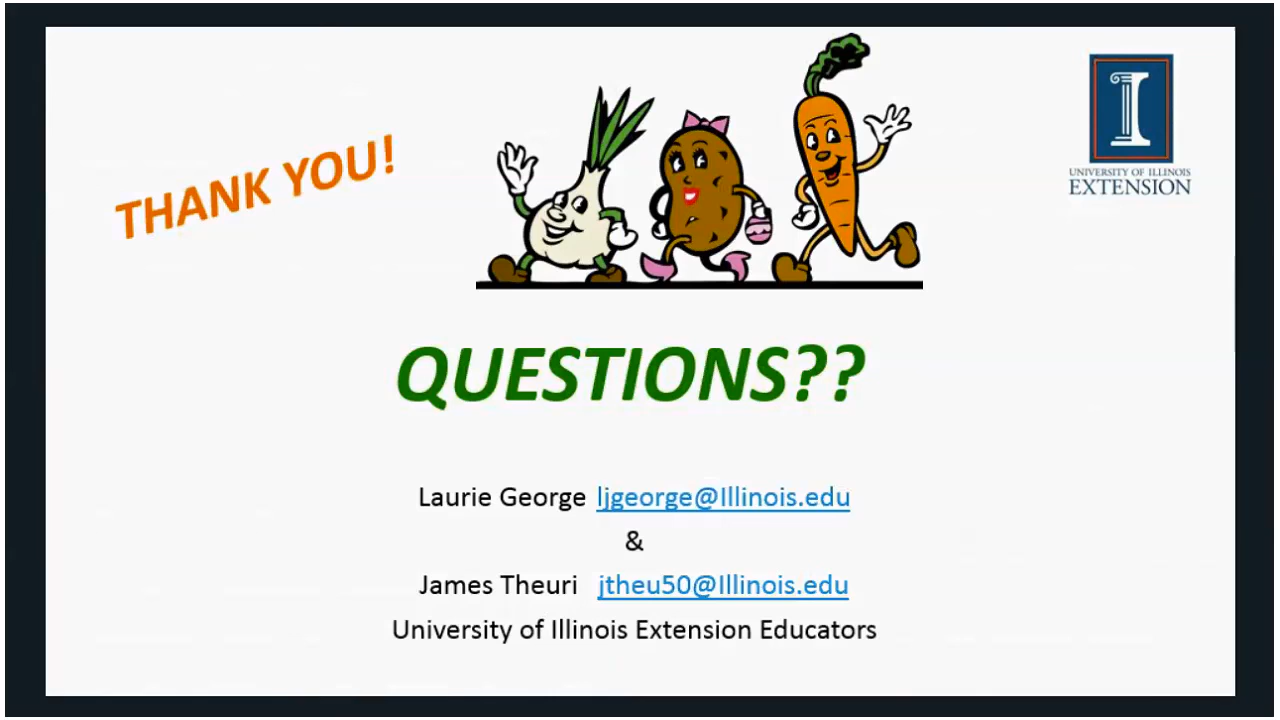 THANK YOU!
I
UNIVERSITY OF ILLINOIS
EXTENSION
QUESTIONS??
Laurie George ljgeorge@Illinois.edu
&
James Theuri jtheu50@Illinois.edu
University of Illinois Extension Educators